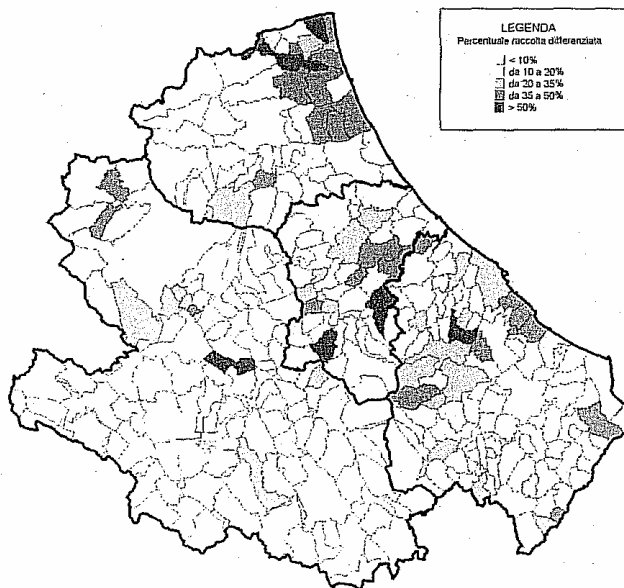 LEGENDA
Percentuale raccolta differenziata
< 10%
da 10 a 20%
da 20 a 35%
da 35 a 50%
> 50%